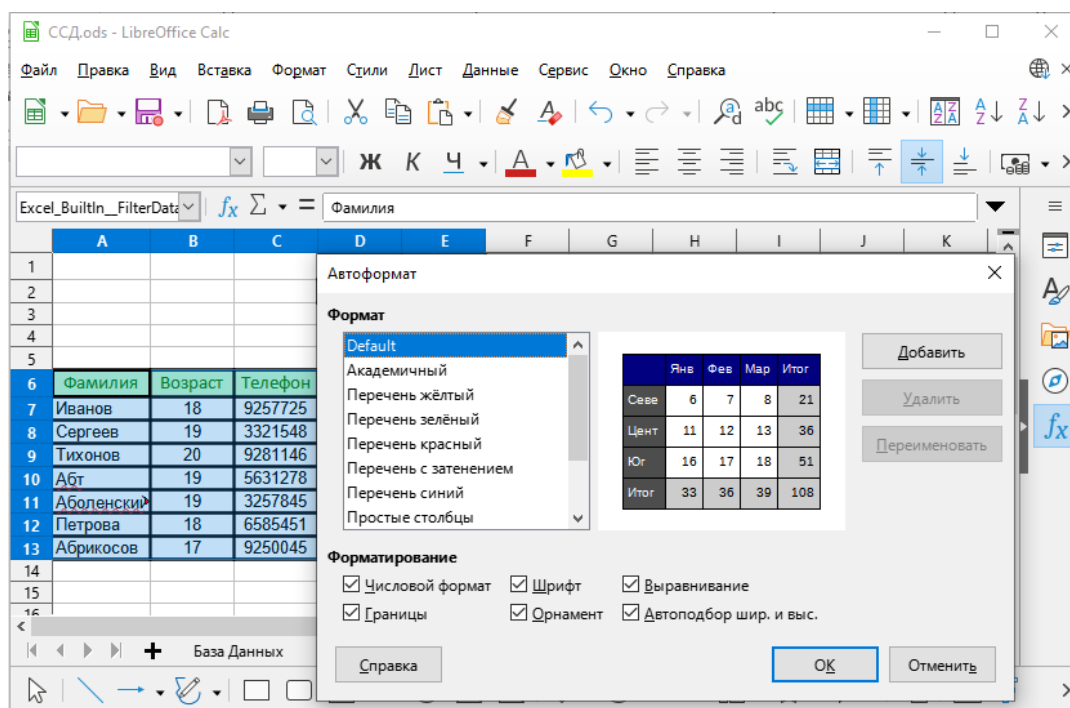 ССД.ods - LibreOffice Calc
Файл Правка Вид Вставка Формат Стили Лист Данные Сервис Окно Справка
Ж К Ч
Excel_BuiltIn__FilterData fx Σ = Фамилия
A B C D E F G H I J K
1
2
3
4
5
6 Фамилия Возраст Телефон
7 Иванов 18 9257725
8 Сергеев 19 3321548
9 Тихонов 20 9281146
10 Абт 19 5631278
11 Аболенский 19 3257845
12 Петрова 18 6585451
13 Абрикосов 17 9250045
14
15
16
База Данных
Автоформат
Формат
Default
Академичный
Перечень жёлтый
Перечень зелёный
Перечень красный
Перечень с затенением
Перечень синий
Простые столбцы
Янв Фев Мар Итог
Севе 6 7 8 21
Цент 11 12 13 36
Юг 16 17 18 51
Итог 33 36 39 108
Добавить
Удалить
Переименовать
Форматирование
Числовой формат Шрифт Выравнивание
Границы Орнамент Автоподбор шир. и выс.
Справка OK Отменить